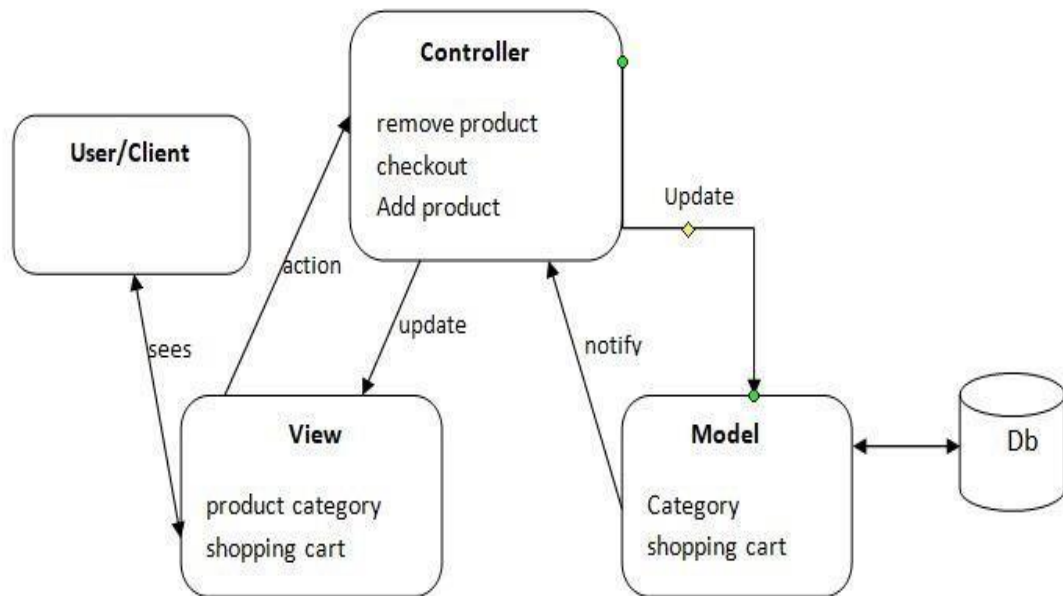 Controller
remove product
checkout
Add product
User/Client
Update
action
update
sees
notify
View
product category
shopping cart
Model
Category
shopping cart
Db